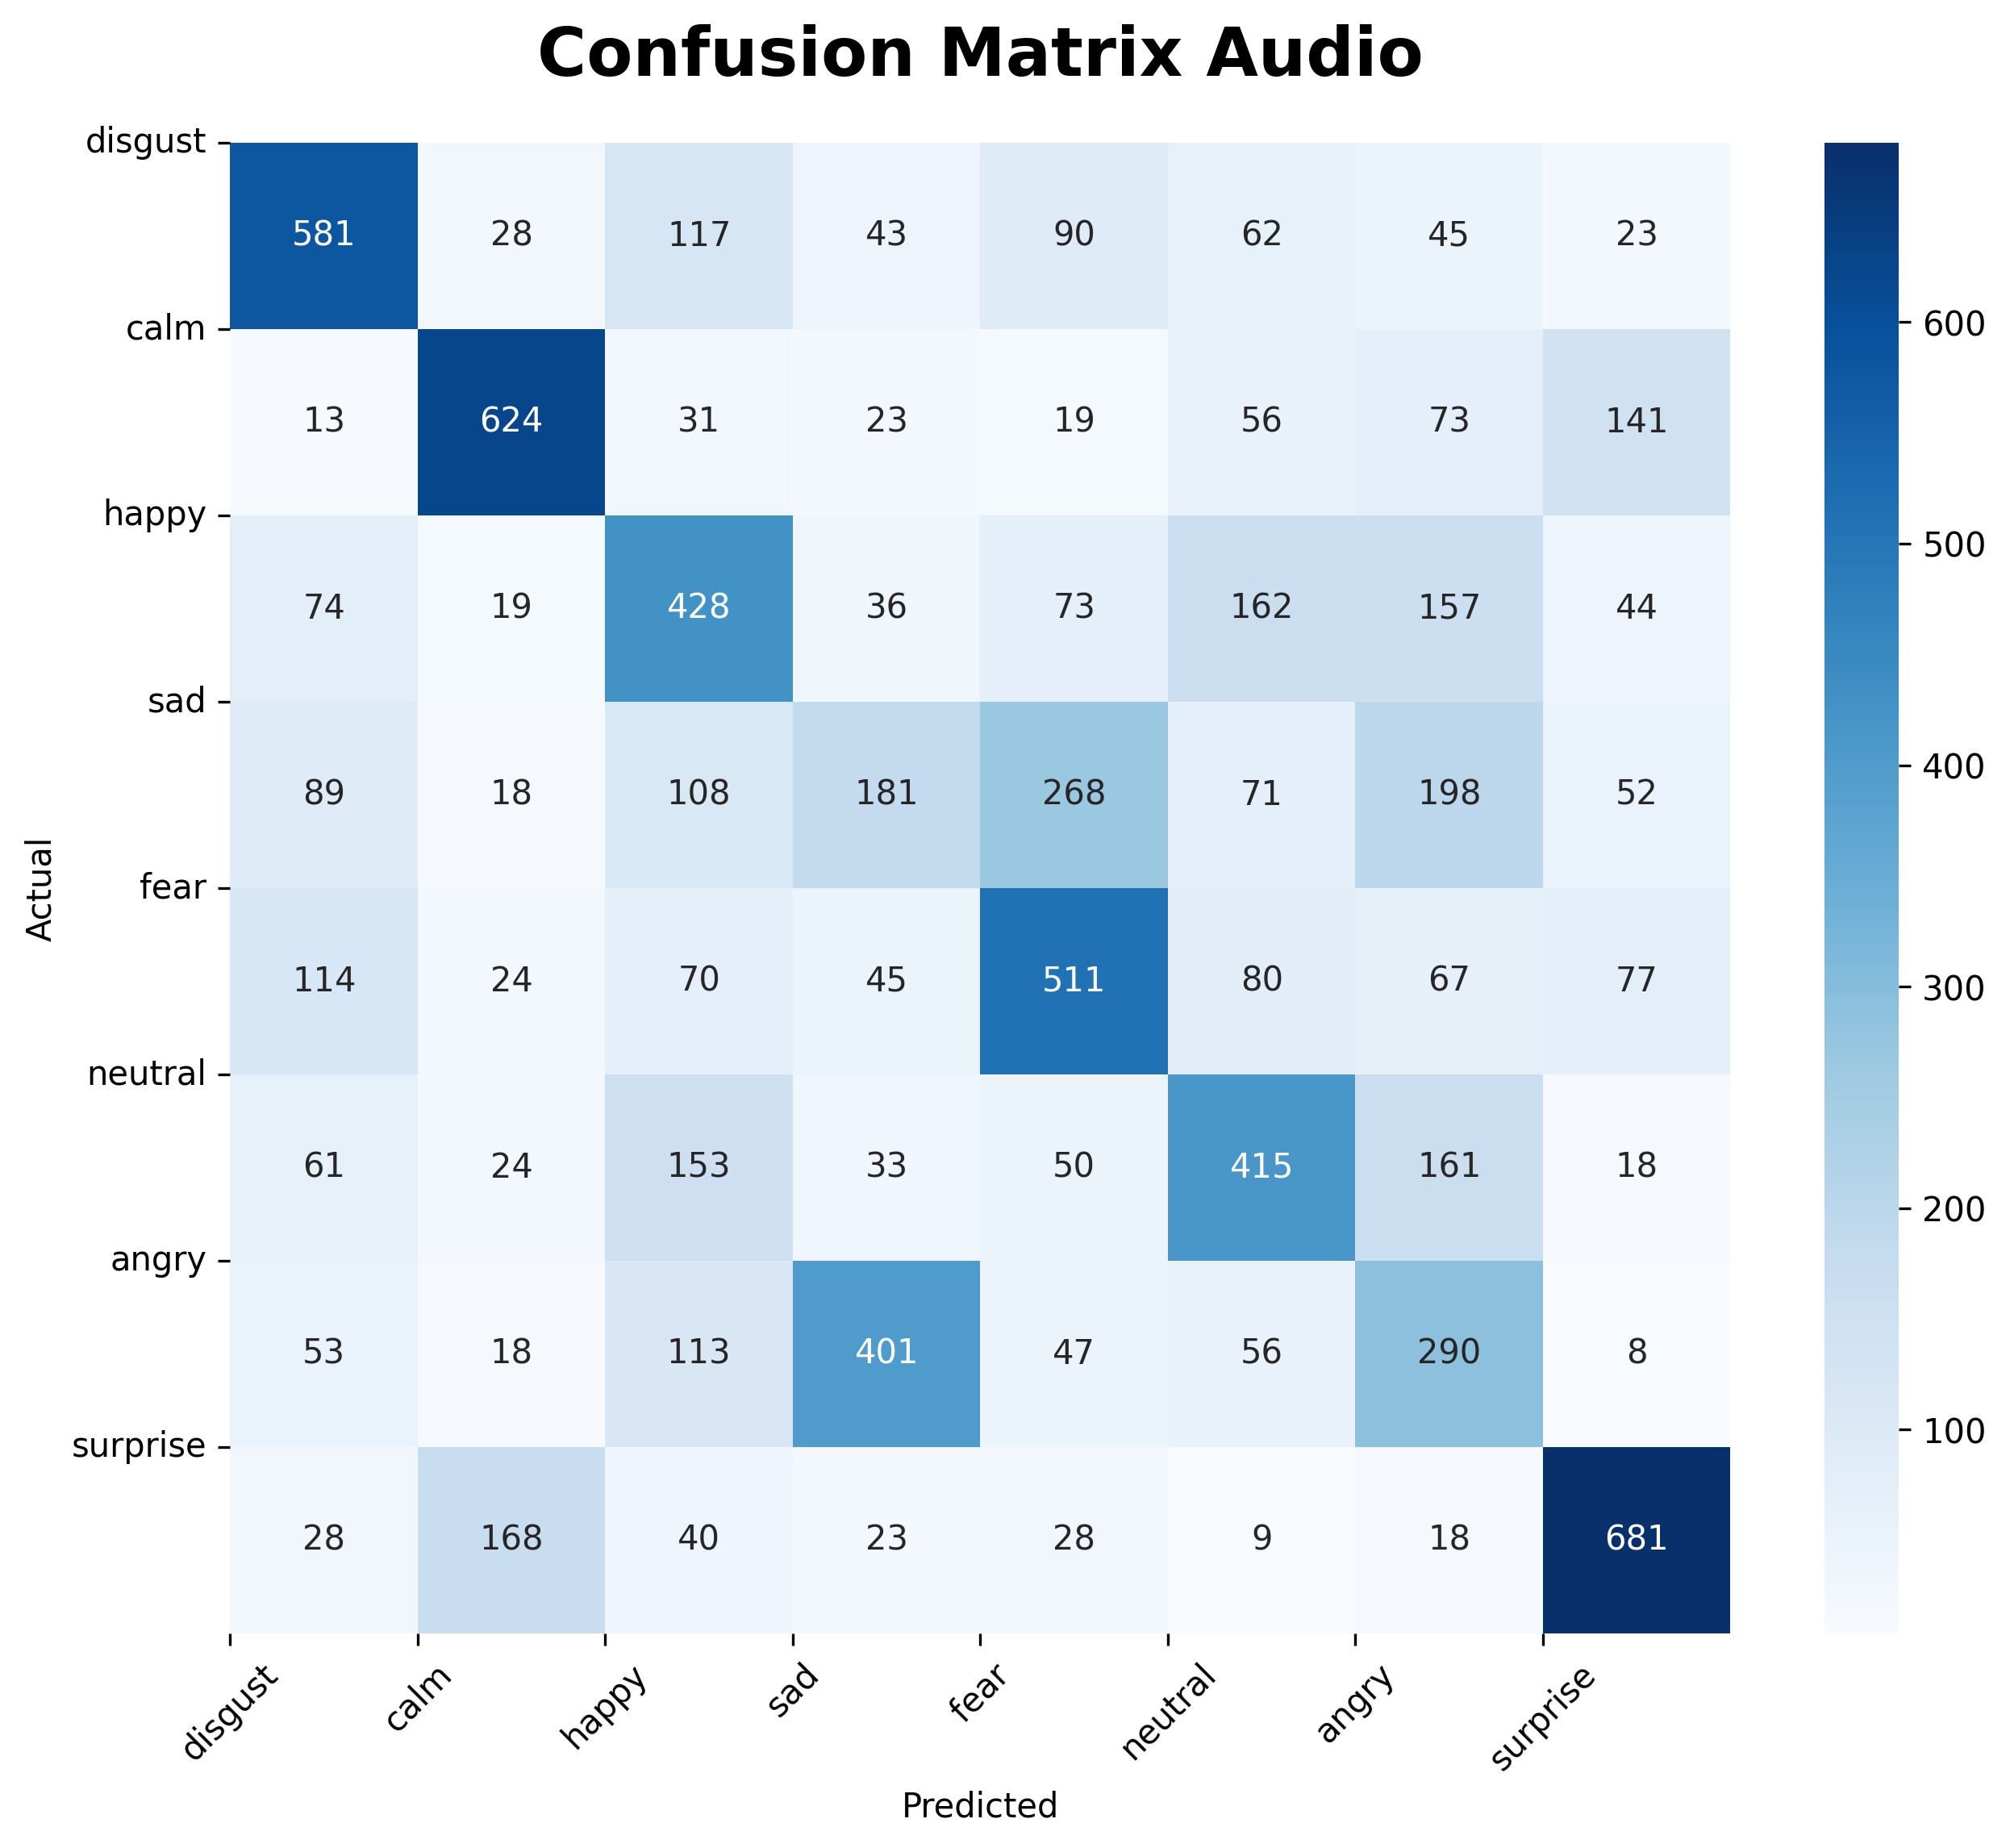 Confusion Matrix Audio
disgust
581 28 117 43 90 62 45 23
calm
600
13 624 31 23 19 56 73 141
happy
500
74 19 428 36 73 162 157 44
sad
400
89 18 108 181 268 71 198 52
Actual
fear
114 24 70 45 511 80 67 77
300
neutral
61 24 153 33 50 415 161 18
200
angry
53 18 113 401 47 56 290 8
100
surprise
28 168 40 23 28 9 18 681
disgust calm happy sad fear neutral angry surprise
Predicted